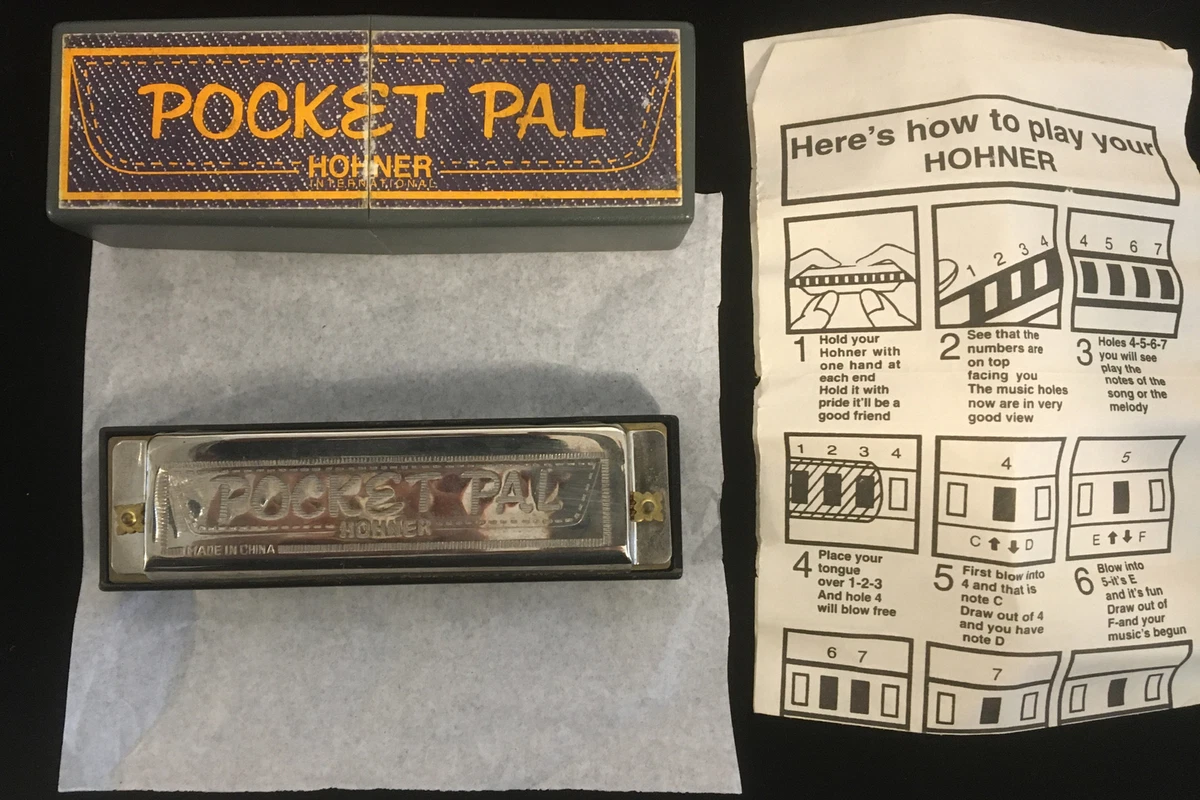 POCKET PAL
HOHNER
INTERNATIONAL
POCKET PAL
HOHNER
MADE IN CHINA
Here's how to play your
HOHNER
1 2 3 4
4 5 6 7
1 Hold your
Hohner with
one hand at
each end
Hold it with
pride it'll be a
good friend
2 See that the
numbers are
on top
facing you
The music holes
now are in very
good view
3 Holes 4-5-6-7
you will see
play the
notes of the
song or the
melody
1 2 3 4
4
C D
5
E F
4 Place your
tongue
over 1-2-3
And hole 4
will blow free
5 First blow into
4 and that is
note C
Draw out of 4
and you have
note D
6 Blow into
5-it's E
and it's fun
Draw out of
F-and your
music's begun
6 7
7